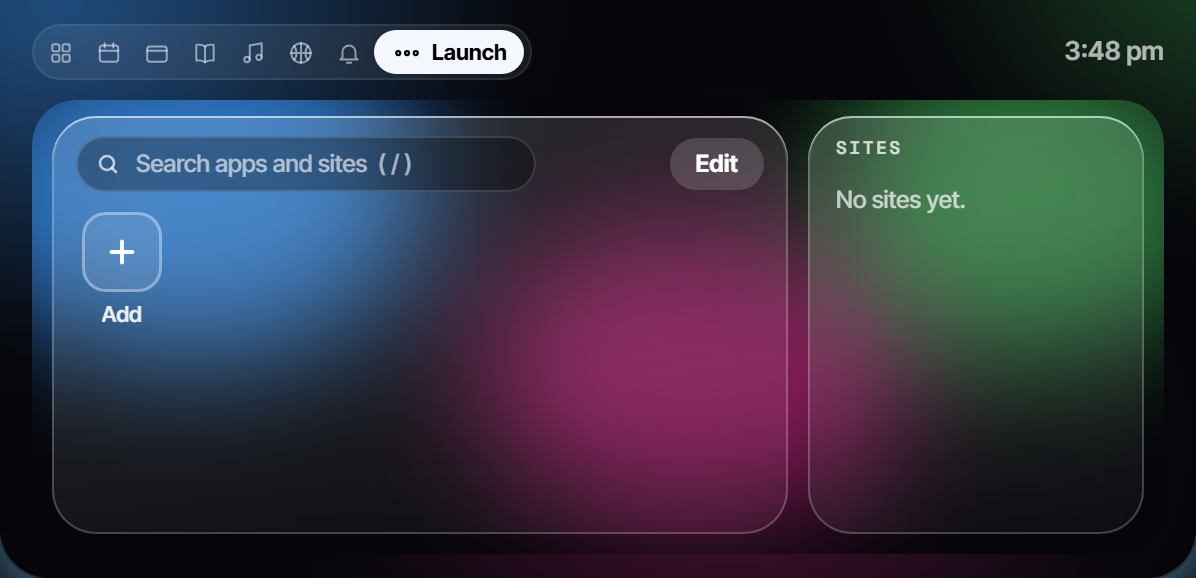 Launch
3:48 pm
Search apps and sites (/)
Edit
SITES
No sites yet.
Add